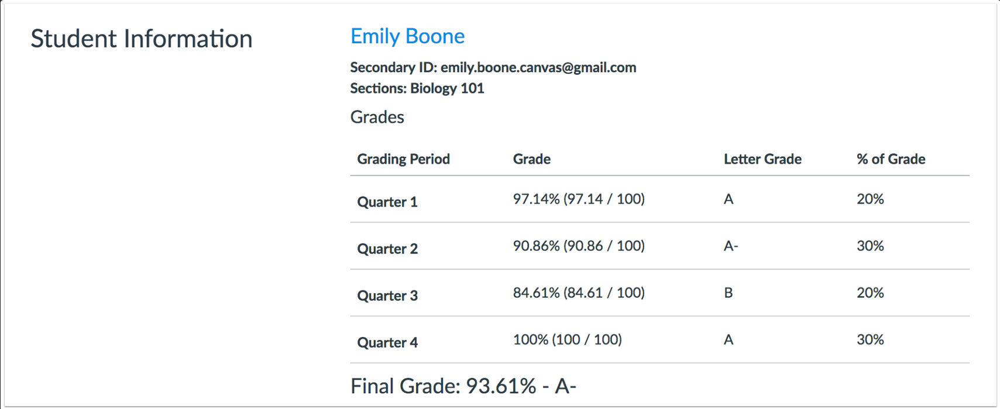 Student Information
Emily Boone
Secondary ID: emily.boone.canvas@gmail.com
Sections: Biology 101
Grades
Grading Period Grade Letter Grade % of Grade
Quarter 1 97.14% (97.14 / 100) A 20%
Quarter 2 90.86% (90.86 / 100) A- 30%
Quarter 3 84.61% (84.61 / 100) B 20%
Quarter 4 100% (100 / 100) A 30%
Final Grade: 93.61% - A-